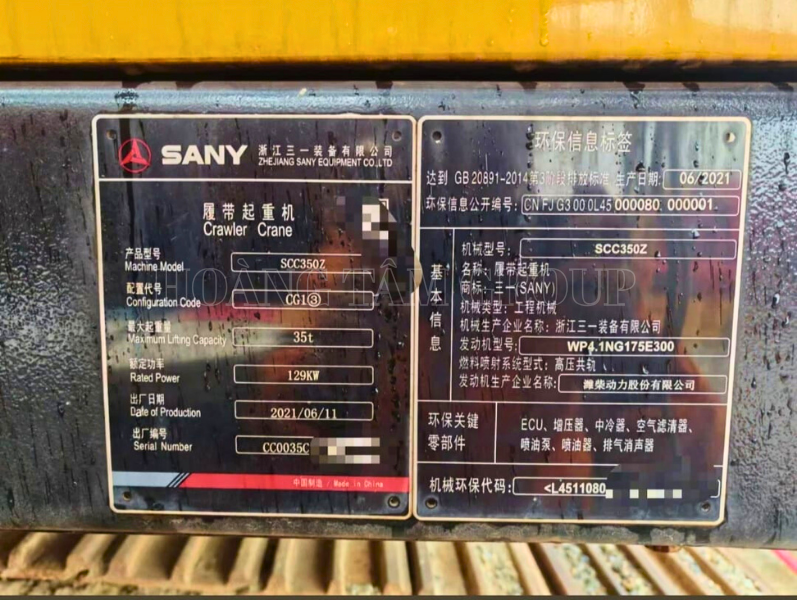 SANY 浙江三一装备有限公司
ZHEJIANG SANY EQUIPMENT CO.,LTD
履带起重机
Crawler Crane
产品型号
Machine Model SCC350Z
配置代号
Configuration Code CG1③
最大起重量
Maximum Lifting Capacity 35t
额定功率
Rated Power 129KW
出厂日期
Date of Production 2021/06/11
出厂编号
Serial Number CC0035C
中国制造 / Made in China
环保信息标签
达到 GB 20891-2014第3阶段排放标准 生产日期: 06/2021
环保信息公开编号: CN FJ G3 00 0L45 000080 000001
基本信息
机械型号: SCC350Z
名称: 履带起重机
商标: 三一(SANY)
机械类型: 工程机械
机械生产企业名称: 浙江三一装备有限公司
发动机型号: WP4.1NG175E300
燃料喷射系统型式: 高压共轨
发动机生产企业名称: 潍柴动力股份有限公司
环保关键零部件
ECU、增压器、中冷器、空气滤清器、
喷油泵、喷油器、排气消声器
机械环保代码: <L4511080
HOÀNG TÂM GROUP